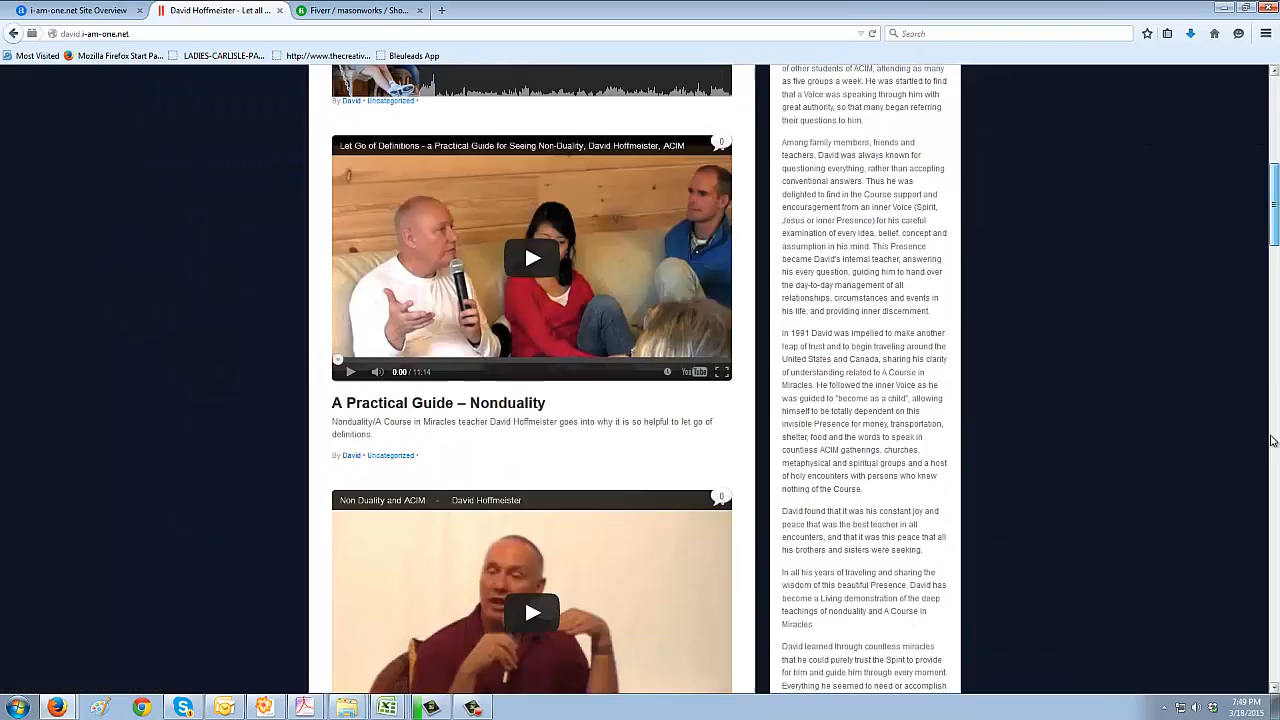 i-am-one.net Site Overview
David Hoffmeister - Let all ...
Fiverr / masonworks / Sho...
david.i-am-one.net
Search
Most Visited
Mozilla Firefox Start Pa...
LADIES-CARLISLE-PA...
http://www.thecreativ...
Bleuleads App
By David • Uncategorized •
Let Go of Definitions - a Practical Guide for Seeing Non-Duality, David Hoffmeister, ACIM
0
0:00 / 11:14
YouTube
A Practical Guide – Nonduality
Nonduality/A Course in Miracles teacher David Hoffmeister goes into why it is so helpful to let go of
definitions.
By David • Uncategorized •
Non Duality and ACIM - David Hoffmeister
0
of other students of ACIM, attending as many
as five groups a week. He was startled to find
that a Voice was speaking through him with
great authority, so that many began referring
their questions to him.
Among family members, friends and
teachers, David was always known for
questioning everything, rather than accepting
conventional answers. Thus he was
delighted to find in the Course support and
encouragement from an inner Voice (Spirit,
Jesus or inner Presence) for his careful
examination of every idea, belief, concept and
assumption in his mind. This Presence
became David's internal teacher, answering
his every question, guiding him to hand over
the day-to-day management of all
relationships, circumstances and events in
his life, and providing inner discernment.
In 1991 David was impelled to make another
leap of trust and to begin traveling around the
United States and Canada, sharing his clarity
of understanding related to A Course in
Miracles. He followed the inner Voice as he
was guided to "become as a child", allowing
himself to be totally dependent on this
invisible Presence for money, transportation,
shelter, food and the words to speak in
countless ACIM gatherings, churches,
metaphysical and spiritual groups and a host
of holy encounters with persons who knew
nothing of the Course.
David found that it was his constant joy and
peace that was the best teacher in all
encounters, and that it was this peace that all
his brothers and sisters were seeking.
In all his years of traveling and sharing the
wisdom of this beautiful Presence, David has
become a Living demonstration of the deep
teachings of nonduality and A Course in
Miracles.
David learned through countless miracles
that he could purely trust the Spirit to provide
for him and guide him through every moment.
Everything he seemed to need or accomplish
7:49 PM
3/18/2015